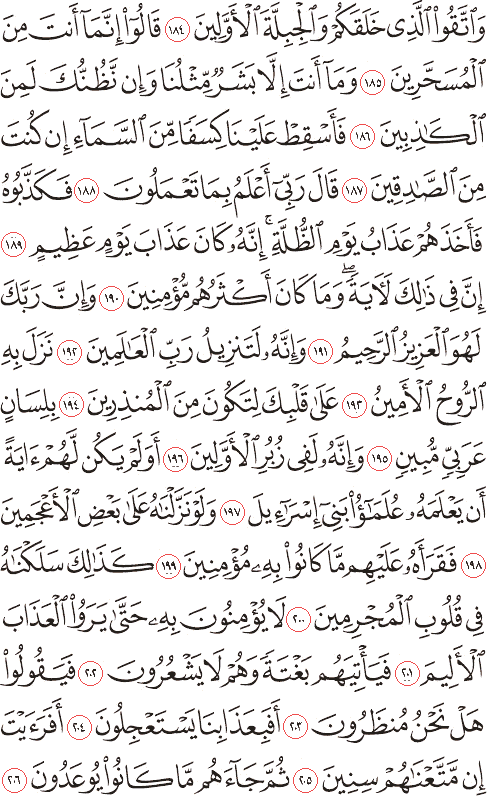 وَٱتَّقُوا۟ ٱلَّذِى خَلَقَكُمْ وَٱلْجِبِلَّةَ ٱلْأَوَّلِينَ ١٨٤ قَالُوٓا۟ إِنَّمَآ أَنتَ مِنَ
ٱلْمُسَحَّرِينَ ١٨٥ وَمَآ أَنتَ إِلَّا بَشَرٌ مِّثْلُنَا وَإِن نَّظُنُّكَ لَمِنَ
ٱلْكَٰذِبِينَ ١٨٦ فَأَسْقِطْ عَلَيْنَا كِسَفًا مِّنَ ٱلسَّمَآءِ إِن كُنتَ
مِنَ ٱلصَّٰدِقِينَ ١٨٧ قَالَ رَبِّىٓ أَعْلَمُ بِمَا تَعْمَلُونَ ١٨٨ فَكَذَّبُوهُ
فَأَخَذَهُمْ عَذَابُ يَوْمِ ٱلظُّلَّةِ ۚ إِنَّهُۥ كَانَ عَذَابَ يَوْمٍ عَظِيمٍ ١٨٩
إِنَّ فِى ذَٰلِكَ لَءَايَةً ۖ وَمَا كَانَ أَكْثَرُهُم مُّؤْمِنِينَ ١٩٠ وَإِنَّ رَبَّكَ
لَهُوَ ٱلْعَزِيزُ ٱلرَّحِيمُ ١٩١ وَإِنَّهُۥ لَتَنزِيلُ رَبِّ ٱلْعَٰلَمِينَ ١٩٢ نَزَلَ بِهِ
ٱلرُّوحُ ٱلْأَمِينُ ١٩٣ عَلَىٰ قَلْبِكَ لِتَكُونَ مِنَ ٱلْمُنذِرِينَ ١٩٤ بِلِسَانٍ
عَرَبِىٍّ مُّبِينٍ ١٩٥ وَإِنَّهُۥ لَفِى زُبُرِ ٱلْأَوَّلِينَ ١٩٦ أَوَلَمْ يَكُن لَّهُمْ ءَايَةً
أَن يَعْلَمَهُۥ عُلَمَٰٓؤُا۟ بَنِىٓ إِسْرَٰٓءِيلَ ١٩٧ وَلَوْ نَزَّلْنَٰهُ عَلَىٰ بَعْضِ ٱلْأَعْجَمِينَ
١٩٨ فَقَرَأَهُۥ عَلَيْهِم مَّا كَانُوا۟ بِهِۦ مُؤْمِنِينَ ١٩٩ كَذَٰلِكَ سَلَكْنَٰهُ
فِى قُلُوبِ ٱلْمُجْرِمِينَ ٢٠٠ لَا يُؤْمِنُونَ بِهِۦ حَتَّىٰ يَرَوُا۟ ٱلْعَذَابَ
ٱلْأَلِيمَ ٢٠١ فَيَأْتِيَهُم بَغْتَةً وَهُمْ لَا يَشْعُرُونَ ٢٠٢ فَيَقُولُوا۟
هَلْ نَحْنُ مُنظَرُونَ ٢٠٣ أَفَبِعَذَابِنَا يَسْتَعْجِلُونَ ٢٠٤ أَفَرَءَيْتَ
إِن مَّتَّعْنَٰهُمْ سِنِينَ ٢٠٥ ثُمَّ جَآءَهُم مَّا كَانُوا۟ يُوعَدُونَ ٢٠٦